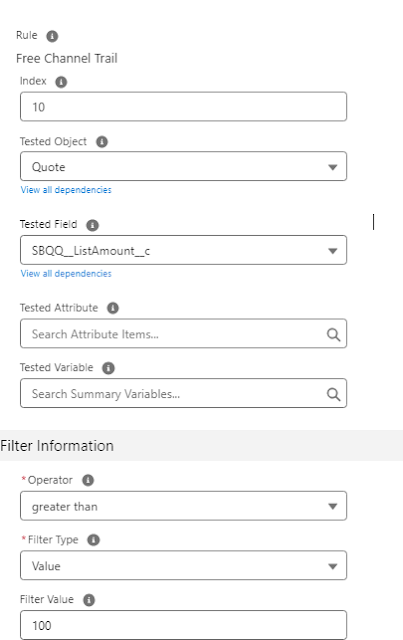 Rule
Free Channel Trail
Index
10
Tested Object
Quote
View all dependencies
Tested Field
SBQQ__ListAmount__c
View all dependencies
Tested Attribute
Search Attribute Items...
Tested Variable
Search Summary Variables...
Filter Information
*Operator
greater than
*Filter Type
Value
Filter Value
100